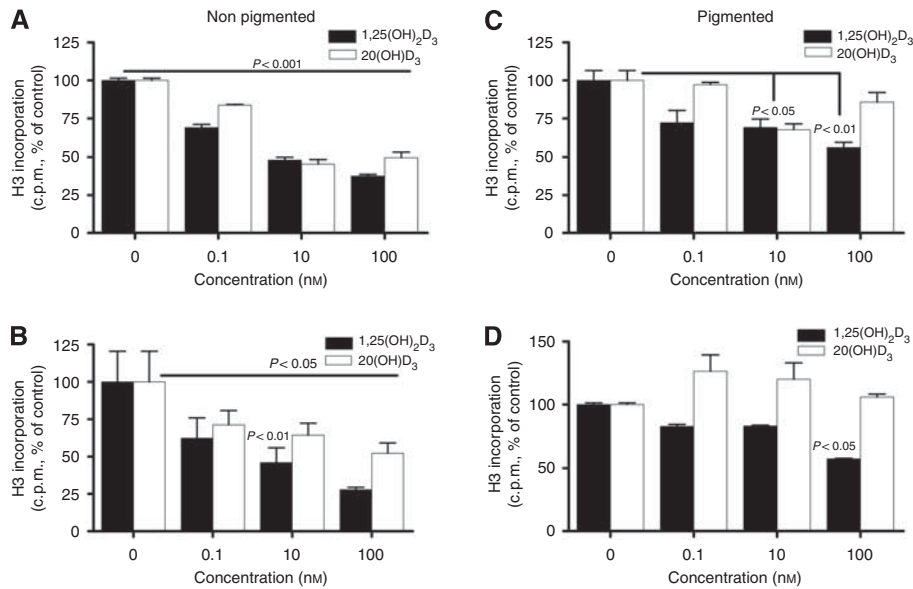 A
Non pigmented
1,25(OH)₂D₃
20(OH)D₃
P< 0.001
125
100
75
50
25
0
H3 incorporation
(c.p.m., % of control)
0 0.1 10 100
Concentration (nM)
C
Pigmented
1,25(OH)₂D₃
20(OH)D₃
P< 0.05
P< 0.01
125
100
75
50
25
0
H3 incorporation
(c.p.m., % of control)
0 0.1 10 100
Concentration (nM)
B
1,25(OH)₂D₃
20(OH)D₃
P< 0.05
P< 0.01
125
100
75
50
25
0
H3 incorporation
(c.p.m., % of control)
0 0.1 10 100
Concentration (nM)
D
1,25(OH)₂D₃
20(OH)D₃
P< 0.05
150
100
50
0
H3 incorporation
(c.p.m., % of control)
0 0.1 10 100
Concentration (nM)